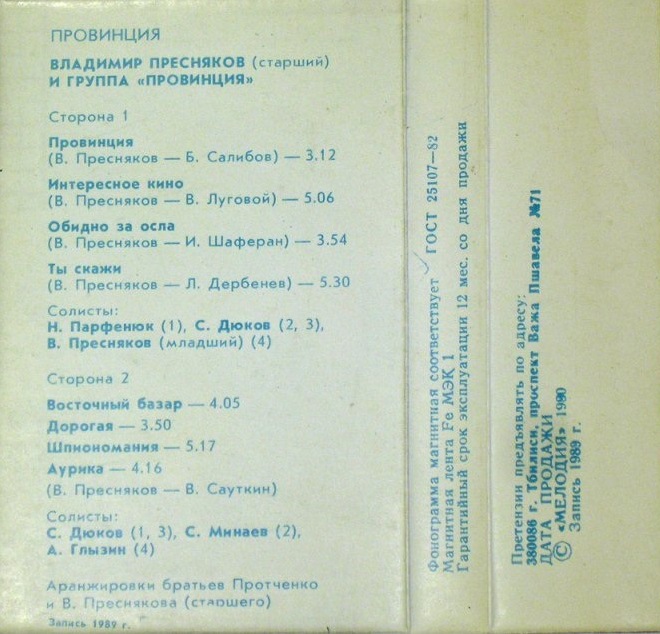 ПРОВИНЦИЯ
ВЛАДИМИР ПРЕСНЯКОВ (старший)
И ГРУППА «ПРОВИНЦИЯ»
Сторона 1
Провинция
(В. Пресняков — Б. Салибов) — 3.12
Интересное кино
(В. Пресняков — В. Луговой) — 5.06
Обидно за осла
(В. Пресняков — И. Шаферан) — 3.54
Ты скажи
(В. Пресняков — Л. Дербенев) — 5.30
Солисты:
Н. Парфенюк (1), С. Дюков (2, 3),
В. Пресняков (младший) (4)
Сторона 2
Восточный базар — 4.05
Дорогая — 3.50
Шпиономания — 5.17
Аурика — 4.16
(В. Пресняков — В. Сауткин)
Солисты:
С. Дюков (1, 3), С. Минаев (2),
А. Глызин (4)
Аранжировки братьев Протченко
и В. Преснякова (старшего)
Запись 1989 г.
Фонограмма магнитная соответствует ГОСТ 25107—82
Магнитная лента Fe МЭК 1
Гарантийный срок эксплуатации 12 мес. со дня продажи
Претензии предъявлять по адресу:
380086 г. Тбилиси, проспект Важа Пшавела №71
ДАТА ПРОДАЖИ
© «МЕЛОДИЯ» 1990
Запись 1989 г.